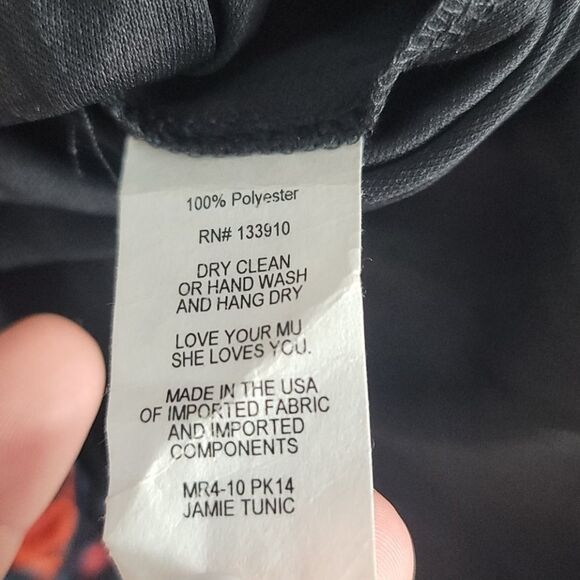 100% Polyester
RN# 133910
DRY CLEAN
OR HAND WASH
AND HANG DRY
LOVE YOUR MU
SHE LOVES YOU.
MADE IN THE USA
OF IMPORTED FABRIC
AND IMPORTED
COMPONENTS
MR4-10 PK14
JAMIE TUNIC